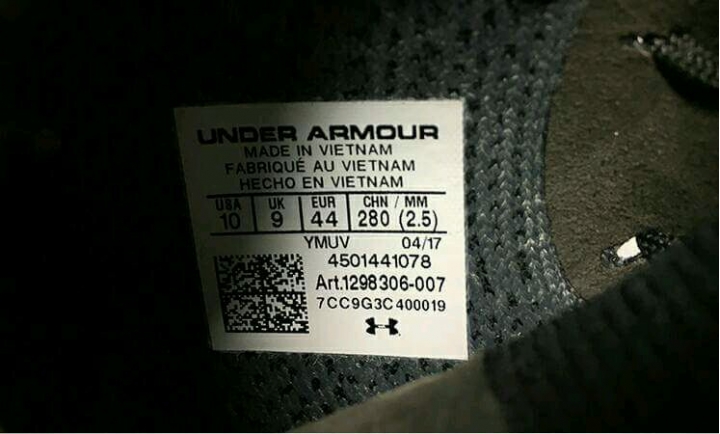 UNDER ARMOUR
MADE IN VIETNAM
FABRIQUÉ AU VIETNAM
HECHO EN VIETNAM
USA UK EUR CHN / MM
10 9 44 280 (2.5)
YMUV 04/17
4501441078
Art.1298306-007
7CC9G3C400019